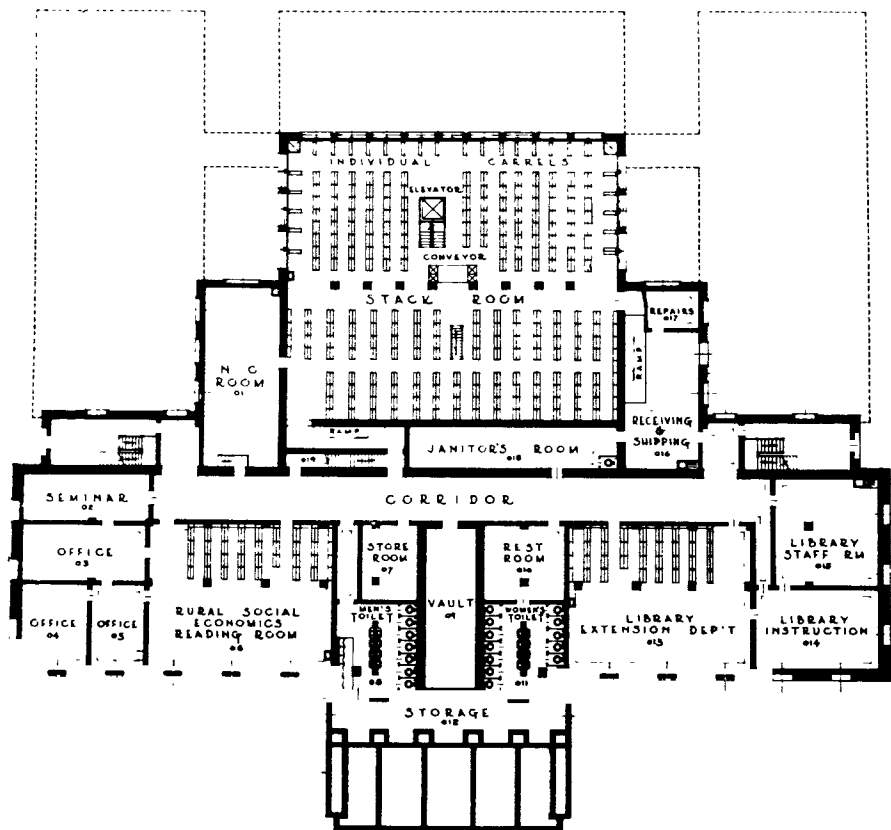 INDIVIDUAL CARRELS
ELEVATOR
CONVEYOR
STACK ROOM
REPAIRS
017
N C
ROOM
01
RAMP
RECEIVING
&
SHIPPING
016
RAMP
JANITOR'S ROOM
018
019
CORRIDOR
SEMINAR
02
OFFICE
03
OFFICE
04
OFFICE
05
RURAL SOCIAL
ECONOMICS
READING ROOM
06
STORE
ROOM
07
MEN'S
TOILET
08
VAULT
09
REST
ROOM
010
WOMEN'S
TOILET
011
LIBRARY
EXTENSION DEP'T
013
LIBRARY
STAFF RM
015
LIBRARY
INSTRUCTION
014
STORAGE
012